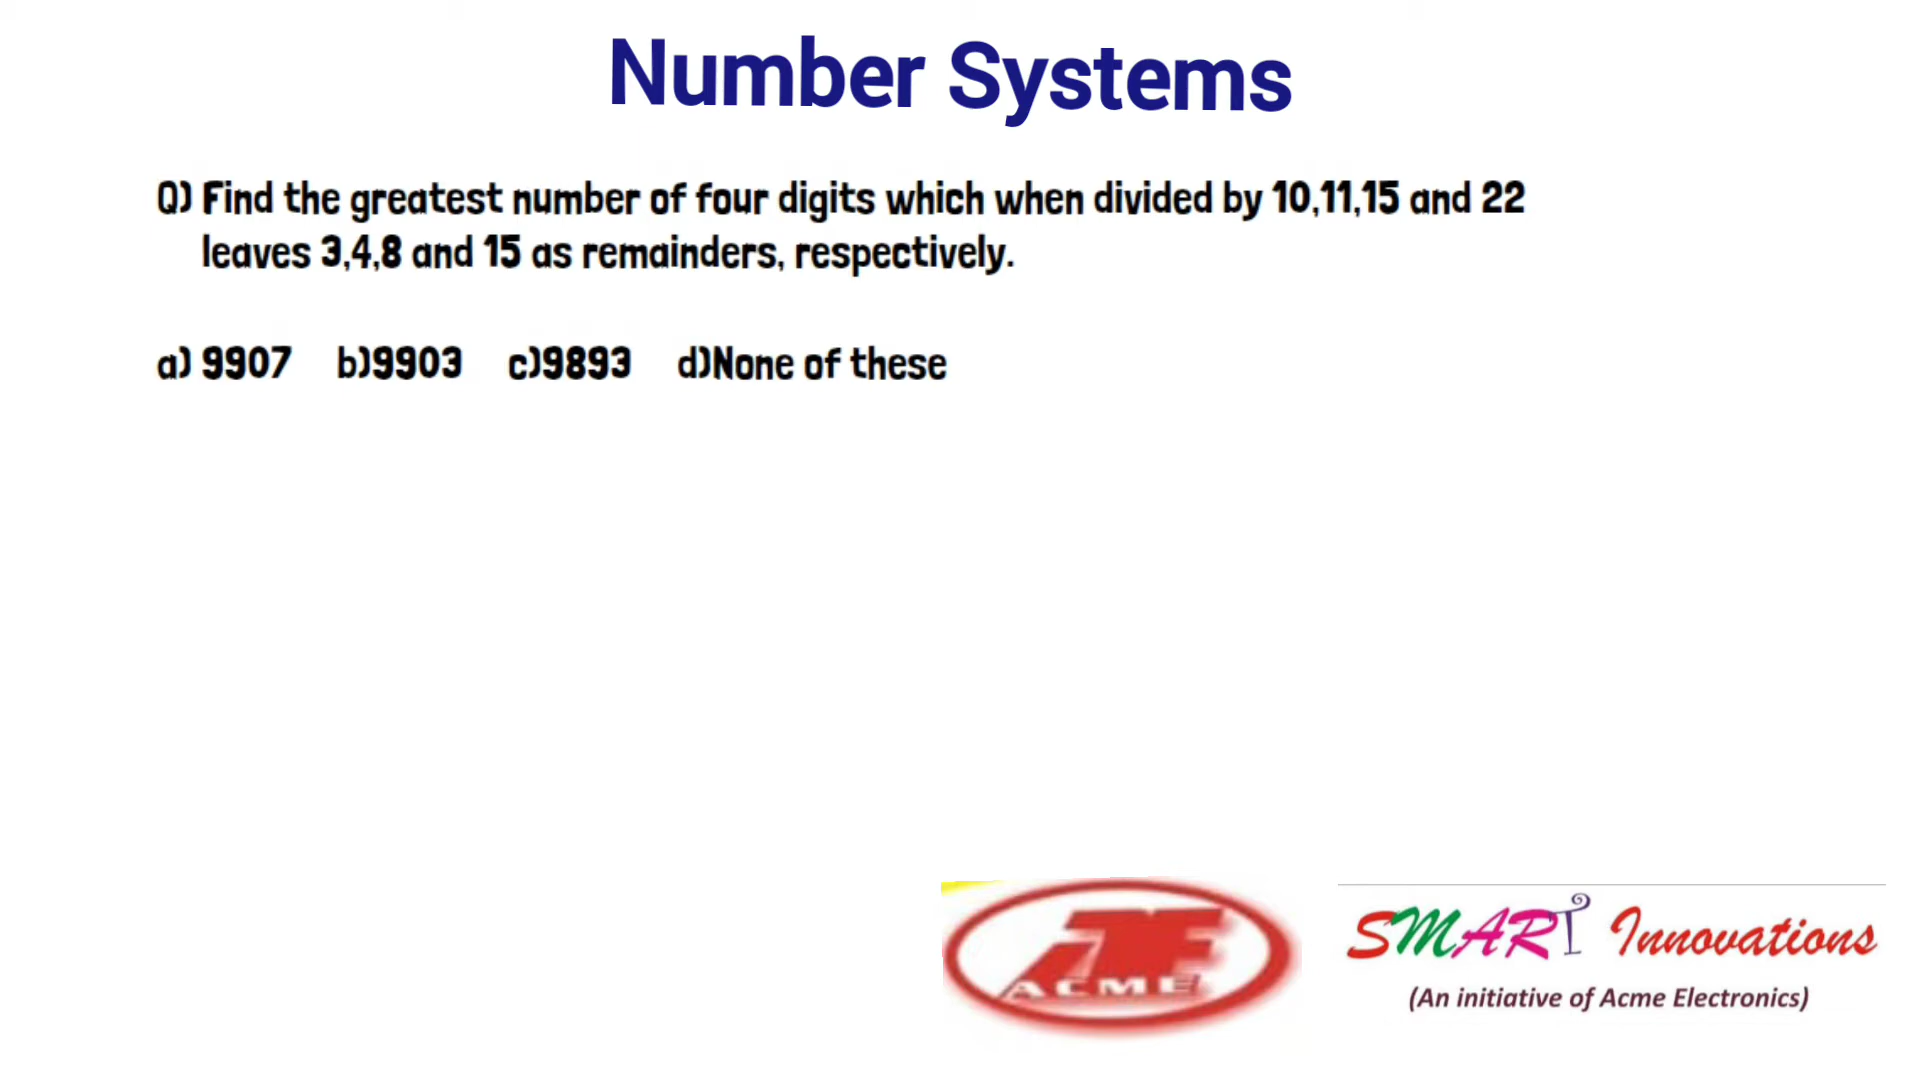 Number Systems
Q) Find the greatest number of four digits which when divided by 10,11,15 and 22
leaves 3,4,8 and 15 as remainders, respectively.
a) 9907 b)9903 c)9893 d)None of these
ACME
SMART Innovations
(An initiative of Acme Electronics)